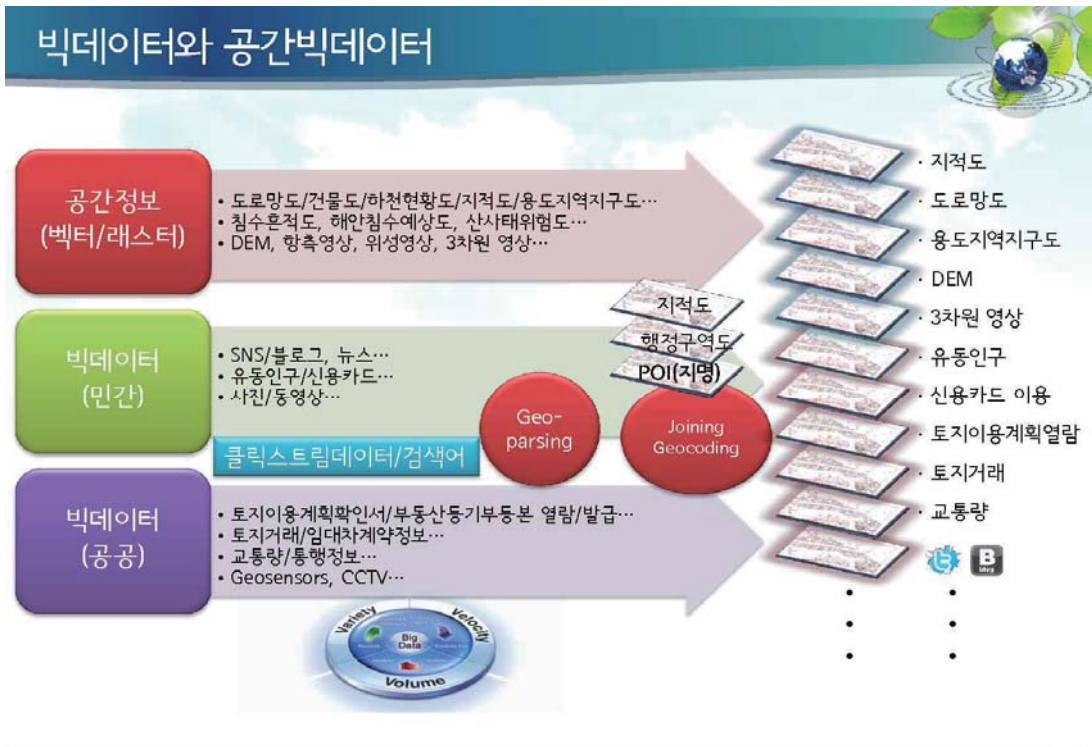 빅데이터와 공간빅데이터
공간정보
(벡터/래스터)
• 도로망도/건물도/하천현황도/지적도/용도지역지구도…
• 침수흔적도, 해안침수예상도, 산사태위험도…
• DEM, 항측영상, 위성영상, 3차원 영상…
빅데이터
(민간)
• SNS/블로그, 뉴스…
• 유동인구/신용카드…
• 사진/동영상…
클릭스트림데이터/검색어
Geo-
parsing
지적도
행정구역도
POI(지명)
Joining
Geocoding
빅데이터
(공공)
• 토지이용계획확인서/부동산등기부등본 열람/발급…
• 토지거래/임대차계약정보…
• 교통량/통행정보…
• Geosensors, CCTV…
· 지적도
· 도로망도
· 용도지역지구도
· DEM
· 3차원 영상
· 유동인구
· 신용카드 이용
· 토지이용계획열람
· 토지거래
· 교통량
B
blog
Variety
Velocity
Big
Data
Volume